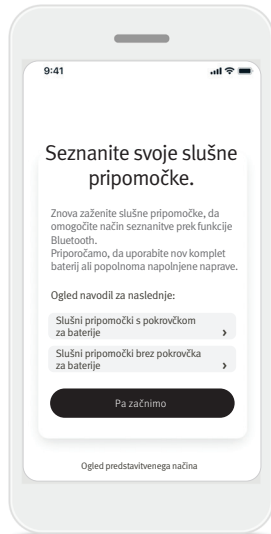 9:41
Seznanite svoje slušne
pripomočke.
Znova zaženite slušne pripomočke, da
omogočite način seznanitve prek funkcije
Bluetooth.
Priporočamo, da uporabite nov komplet
baterij ali popolnoma napolnjene naprave.
Ogled navodil za naslednje:
Slušni pripomočki s pokrovčkom
za baterije
Slušni pripomočki brez pokrovčka
za baterije
Pa začnimo
Ogled predstavitvenega načina